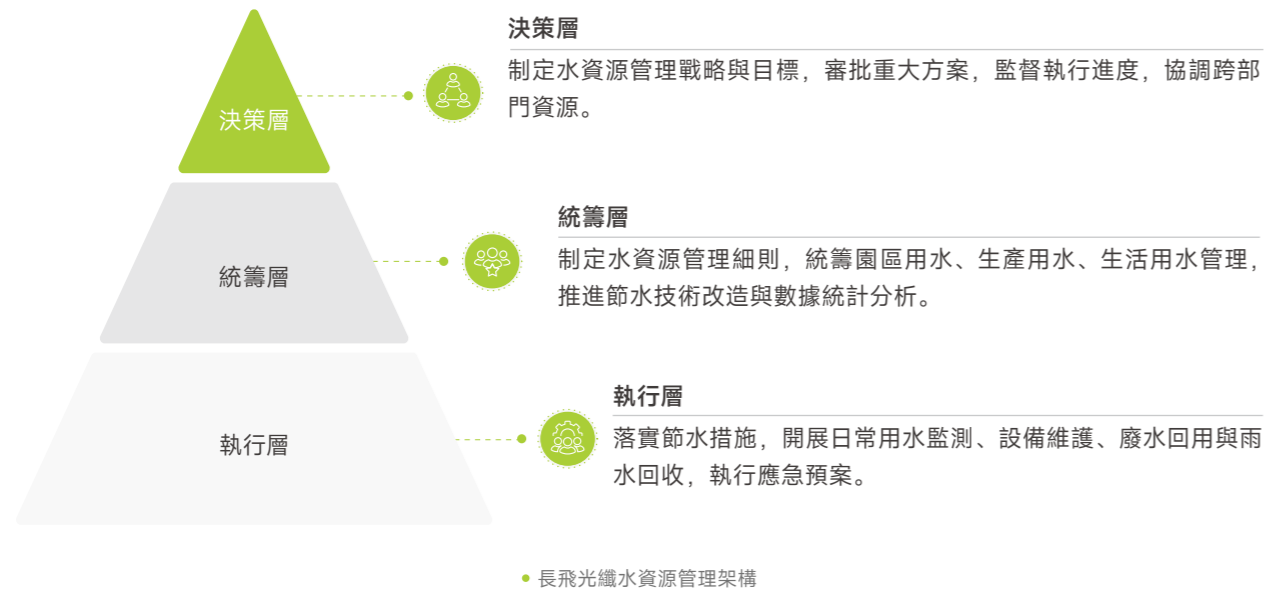 決策層
決策層
制定水資源管理戰略與目標，審批重大方案，監督執行進度，協調跨部
門資源。
統籌層
統籌層
制定水資源管理細則，統籌園區用水、生產用水、生活用水管理，
推進節水技術改造與數據統計分析。
執行層
執行層
落實節水措施，開展日常用水監測、設備維護、廢水回用與雨
水回收，執行應急預案。
長飛光纖水資源管理架構